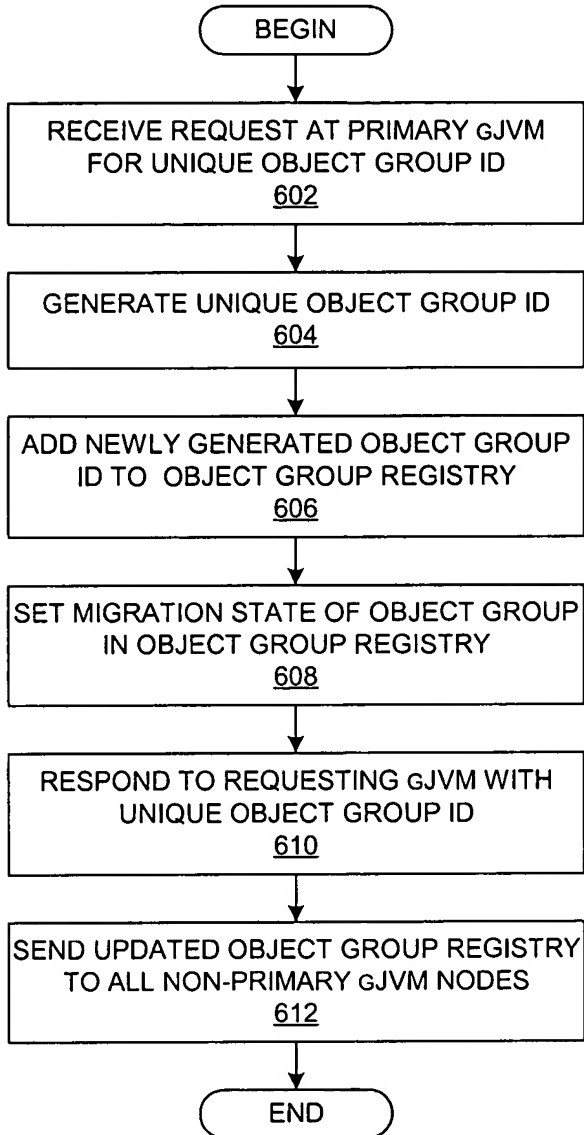 BEGIN
RECEIVE REQUEST AT PRIMARY GJVM
FOR UNIQUE OBJECT GROUP ID
602
GENERATE UNIQUE OBJECT GROUP ID
604
ADD NEWLY GENERATED OBJECT GROUP
ID TO OBJECT GROUP REGISTRY
606
SET MIGRATION STATE OF OBJECT GROUP
IN OBJECT GROUP REGISTRY
608
RESPOND TO REQUESTING GJVM WITH
UNIQUE OBJECT GROUP ID
610
SEND UPDATED OBJECT GROUP REGISTRY
TO ALL NON-PRIMARY GJVM NODES
612
END